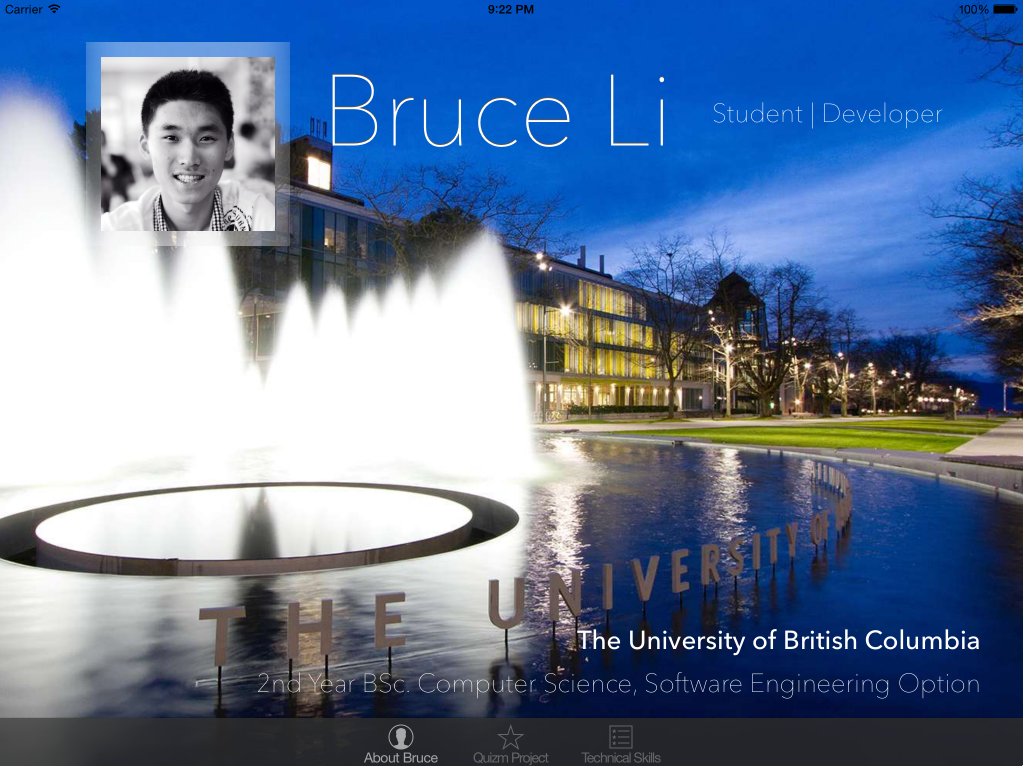 Carrier
9:22 PM
100%
Bruce Li
Student | Developer
THE UNIVERSITY OF
The University of British Columbia
2nd Year BSc. Computer Science, Software Engineering Option
About Bruce
Quizm Project
Technical Skills